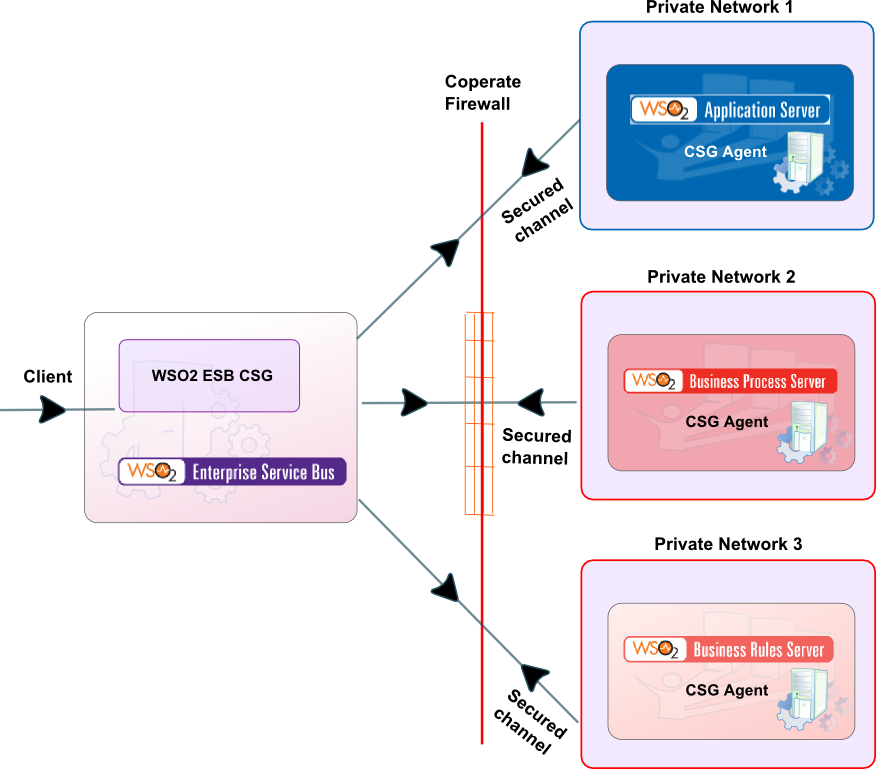 Private Network 1
Coperate
Firewall
WSO2 Application Server
CSG Agent
Secured
channel
Private Network 2
Client
WSO2 ESB CSG
WSO2 Business Process Server
CSG Agent
Secured
channel
WSO2 Enterprise Service Bus
Private Network 3
WSO2 Business Rules Server
CSG Agent
Secured
channel